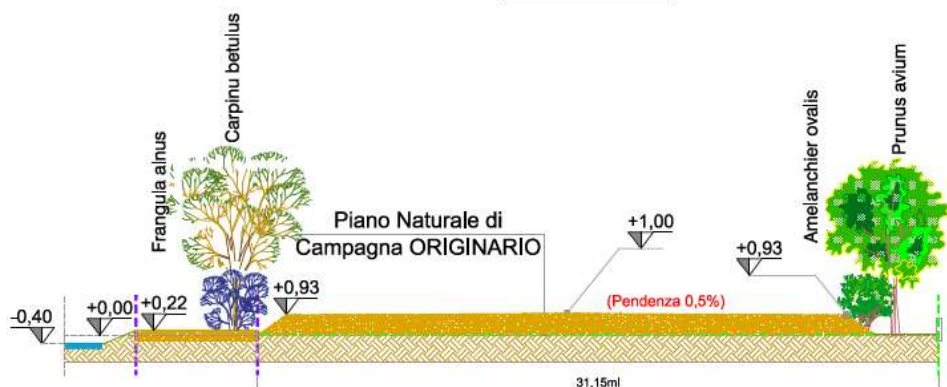 Frangula alnus
Carpinu betulus
Amelanchier ovalis
Prunus avium
Piano Naturale di
Campagna ORIGINARIO
+1,00
+0,93
(Pendenza 0,5%)
-0,40
+0,00
+0,22
+0,93
31,15ml